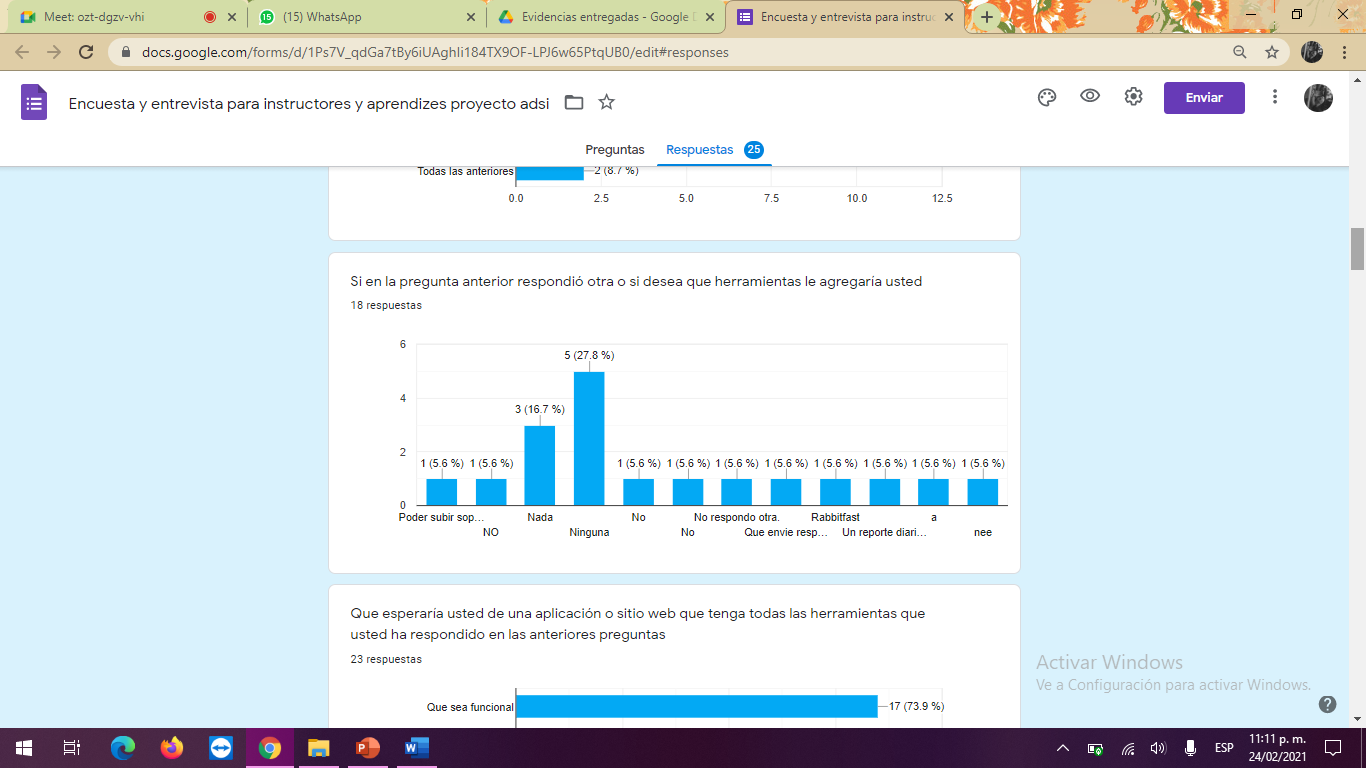 Meet: ozt-dgzv-vhi
(15) WhatsApp
Evidencias entregadas - Google D
Encuesta y entrevista para instruc
docs.google.com/forms/d/1Ps7V_qdGa7tBy6iUAghIi184TX9OF-LPJ6w65PtqUB0/edit#responses
Encuesta y entrevista para instructores y aprendizes proyecto adsi
Enviar
Preguntas
Respuestas 25
Todas las anteriores
2 (8.7 %)
0.0 2.5 5.0 7.5 10.0 12.5
Si en la pregunta anterior respondió otra o si desea que herramientas le agregaría usted
18 respuestas
6
5 (27.8 %)
4
3 (16.7 %)
2
1 (5.6 %) 1 (5.6 %) 1 (5.6 %) 1 (5.6 %) 1 (5.6 %) 1 (5.6 %) 1 (5.6 %) 1 (5.6 %) 1 (5.6 %) 1 (5.6 %)
0
Poder subir sop… Nada No No respondo otra. Rabbitfast a
NO Ninguna No Que envie resp… Un reporte diari… nee
Que esperaría usted de una aplicación o sitio web que tenga todas las herramientas que
usted ha respondido en las anteriores preguntas
23 respuestas
Que sea funcional
17 (73.9 %)
Activar Windows
Ve a Configuración para activar Windows.
ESP
11:11 p. m.
24/02/2021